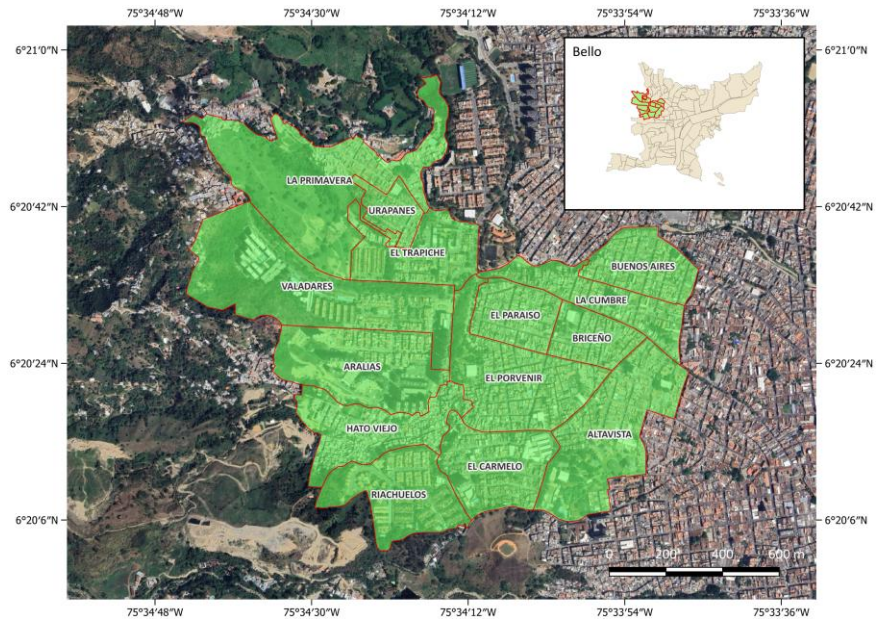 75°34'48"W 75°34'30"W 75°34'12"W 75°33'54"W 75°33'36"W
6°21'0"N 6°21'0"N
Bello
LA PRIMAVERA
6°20'42"N 6°20'42"N
URAPANES
EL TRAPICHE
BUENOS AIRES
VALADARES
LA CUMBRE
EL PARAISO
BRICEÑO
6°20'24"N 6°20'24"N
ARALIAS
EL PORVENIR
HATO VIEJO
ALTAVISTA
EL CARMELO
RIACHUELOS
6°20'6"N 6°20'6"N
0 200 400 600 m
75°34'48"W 75°34'30"W 75°34'12"W 75°33'54"W 75°33'36"W